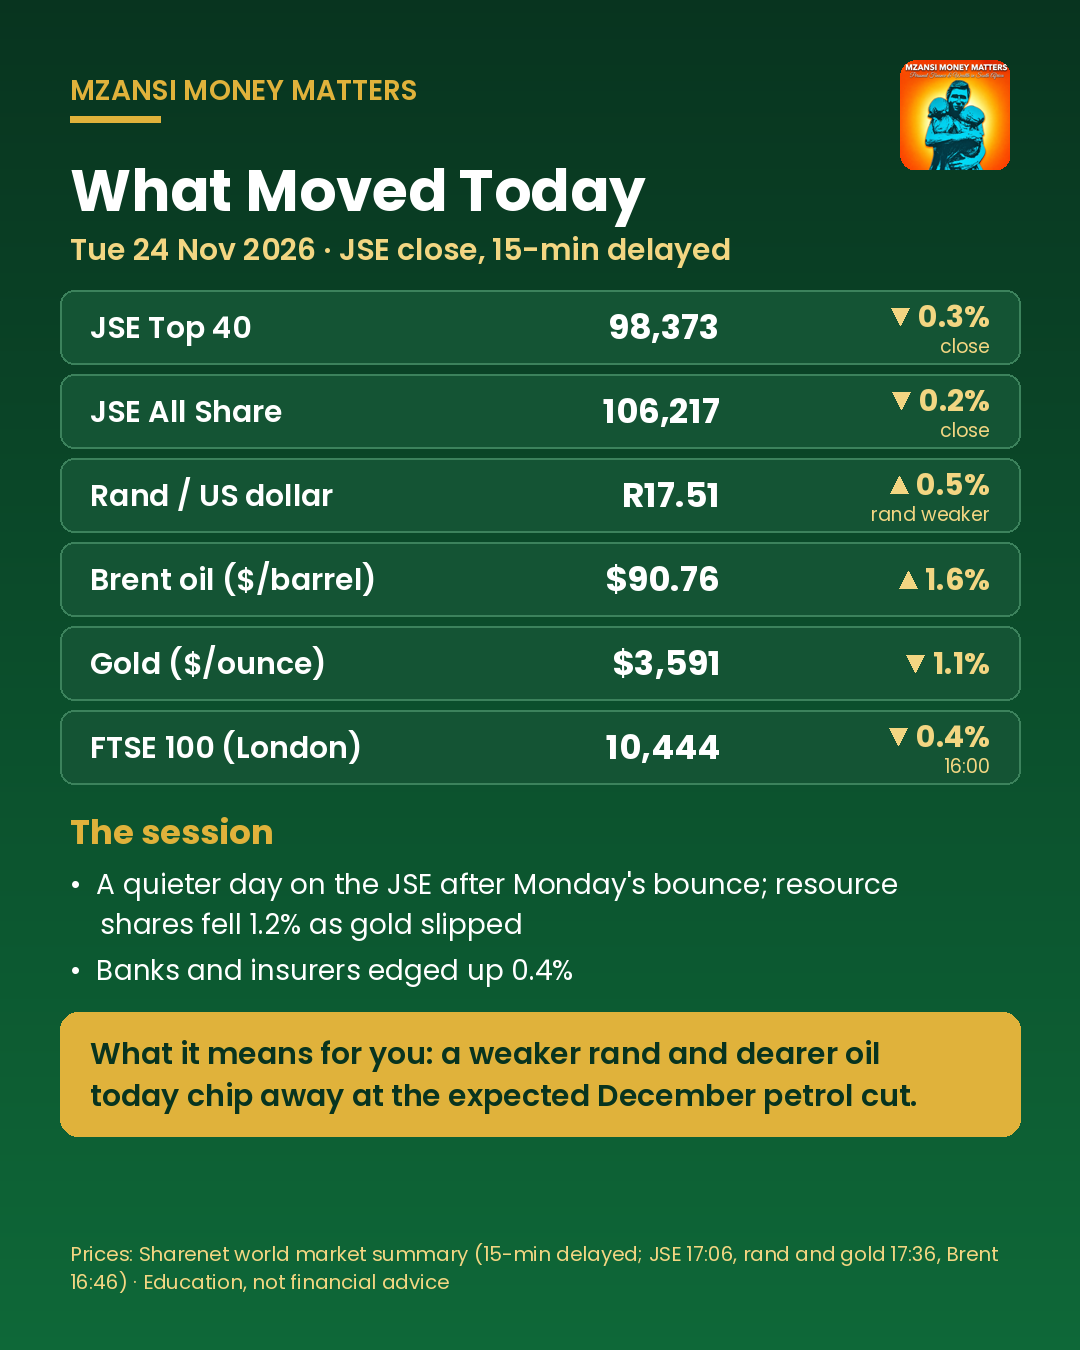 MZANSI MONEY MATTERS
MZANSI MONEY MATTERS
What Moved Today
Tue 24 Nov 2026 · JSE close, 15-min delayed
JSE Top 40 98,373 ▼ 0.3%
close
JSE All Share 106,217 ▼ 0.2%
close
Rand / US dollar R17.51 ▲ 0.5%
rand weaker
Brent oil ($/barrel) $90.76 ▲ 1.6%
Gold ($/ounce) $3,591 ▼ 1.1%
FTSE 100 (London) 10,444 ▼ 0.4%
16:00
The session
• A quieter day on the JSE after Monday's bounce; resource
shares fell 1.2% as gold slipped
• Banks and insurers edged up 0.4%
What it means for you: a weaker rand and dearer oil
today chip away at the expected December petrol cut.
Prices: Sharenet world market summary (15-min delayed; JSE 17:06, rand and gold 17:36, Brent
16:46) · Education, not financial advice